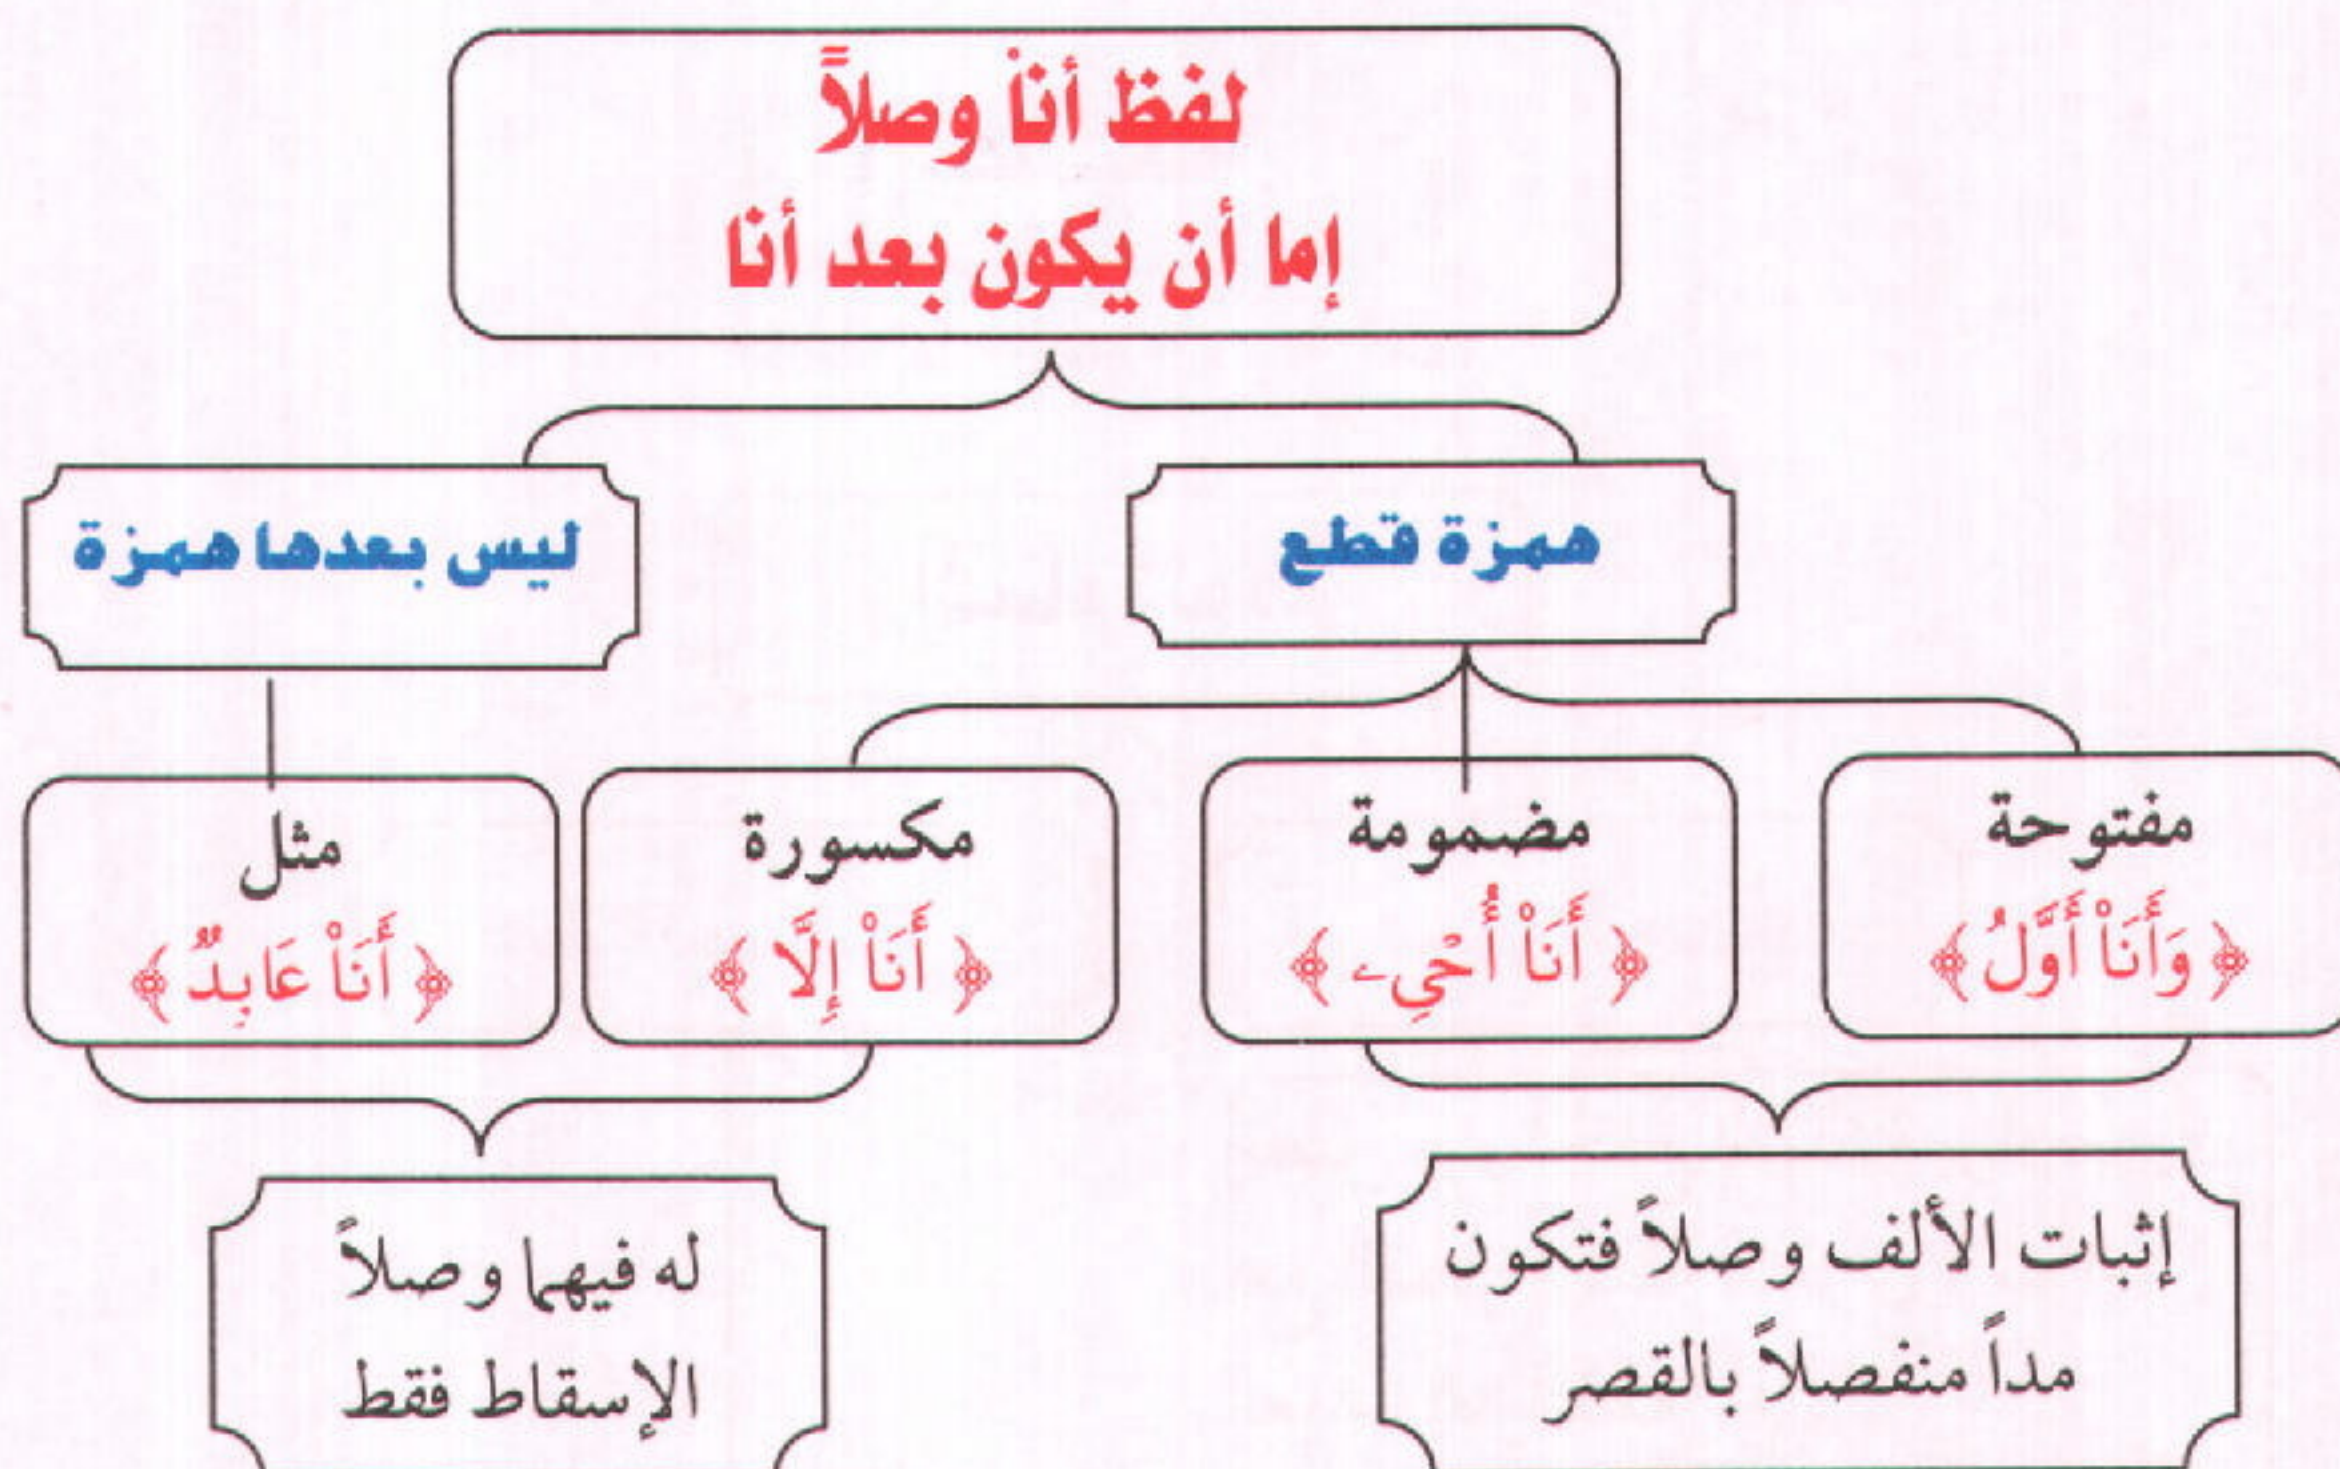 لفظ أنا وصلاً
إما أن يكون بعد أنا
همزة قطع
ليس بعدها همزة
مفتوحة
﴿ وَأَنَا۠ أَوَّلُ ﴾
مضمومة
﴿ أَنَا۠ أُحْيِۦ ﴾
مكسورة
﴿ أَنَا۠ إِلَّا ﴾
مثل
﴿ أَنَا۠ عَابِدٌ ﴾
إثبات الألف وصلاً فتكون
مداً منفصلاً بالقصر
له فيهما وصلاً
الإسقاط فقط